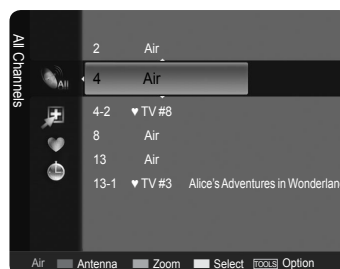 All Channels
2 Air
All
4 Air
4-2 ♥ TV #8
8 Air
13 Air
13-1 ♥ TV #3 Alice's Adventures in Wonderlan
Air Antenna Zoom Select TOOLS Option